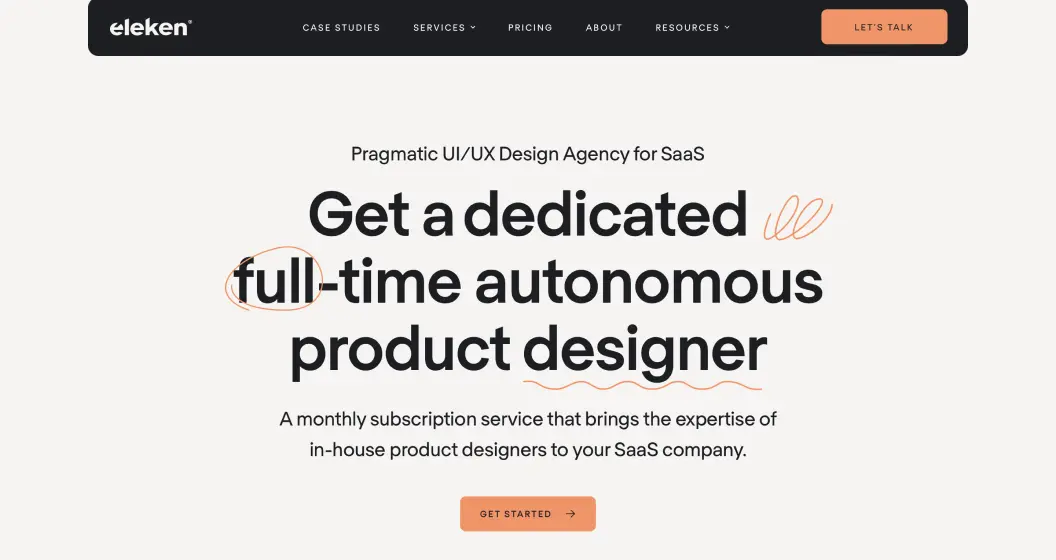 eleken®
CASE STUDIES
SERVICES
PRICING
ABOUT
RESOURCES
LET'S TALK
Pragmatic UI/UX Design Agency for SaaS
Get a dedicated
full-time autonomous
product designer
A monthly subscription service that brings the expertise of
in-house product designers to your SaaS company.
GET STARTED →